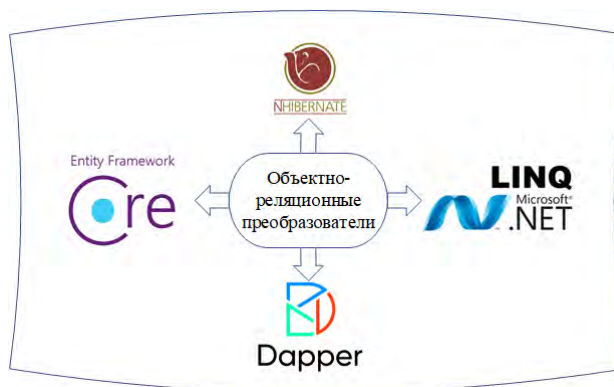 NHIBERNATE
Entity Framework
Core
Объектно-
реляционные
преобразователи
LINQ
Microsoft®
.NET
Dapper